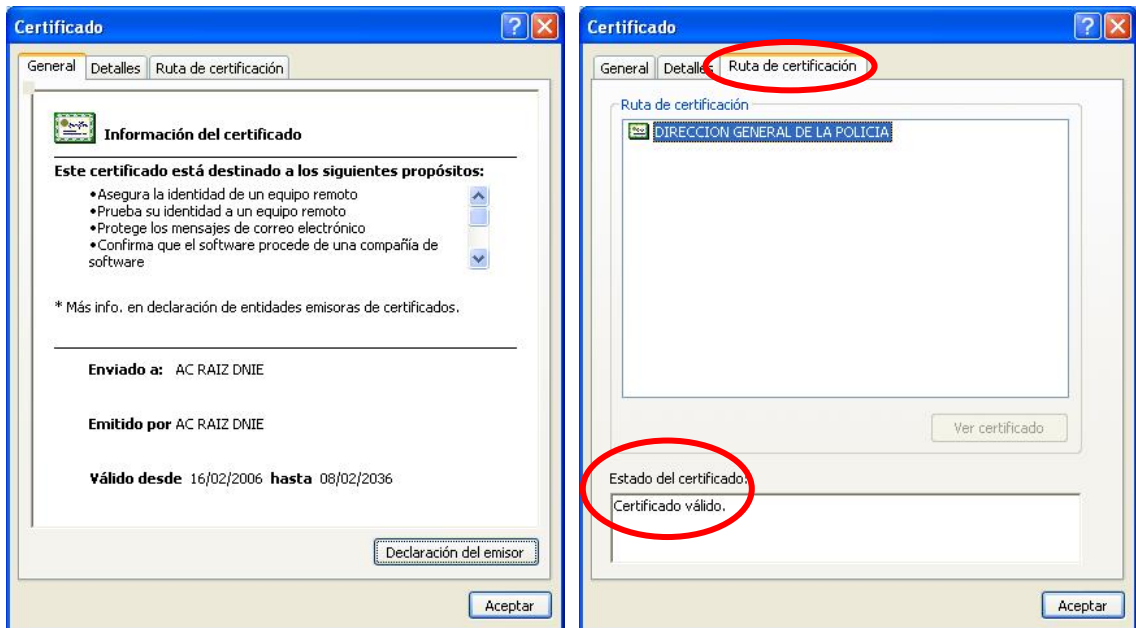 Certificado
General Detalles Ruta de certificación
Información del certificado
Este certificado está destinado a los siguientes propósitos:
•Asegura la identidad de un equipo remoto
•Prueba su identidad a un equipo remoto
•Protege los mensajes de correo electrónico
•Confirma que el software procede de una compañía de
software
* Más info. en declaración de entidades emisoras de certificados.
Enviado a: AC RAIZ DNIE
Emitido por AC RAIZ DNIE
Válido desde 16/02/2006 hasta 08/02/2036
Declaración del emisor
Aceptar
Certificado
General Detalles Ruta de certificación
Ruta de certificación
DIRECCION GENERAL DE LA POLICIA
Ver certificado
Estado del certificado:
Certificado válido.
Aceptar